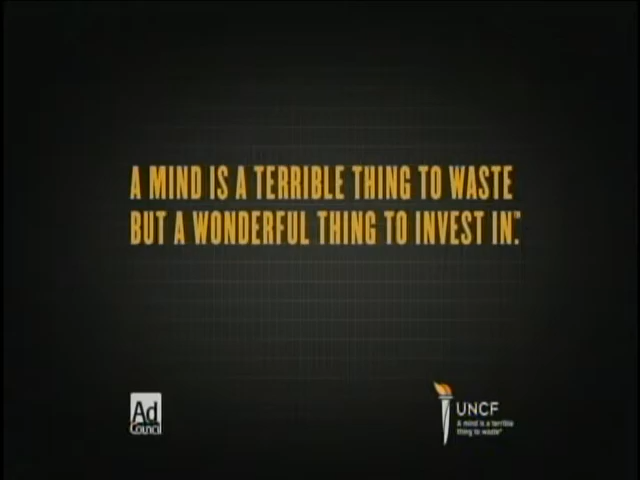 A MIND IS A TERRIBLE THING TO WASTE
BUT A WONDERFUL THING TO INVEST IN.™
Ad
COUNCIL
UNCF
A mind is a terrible
thing to waste®